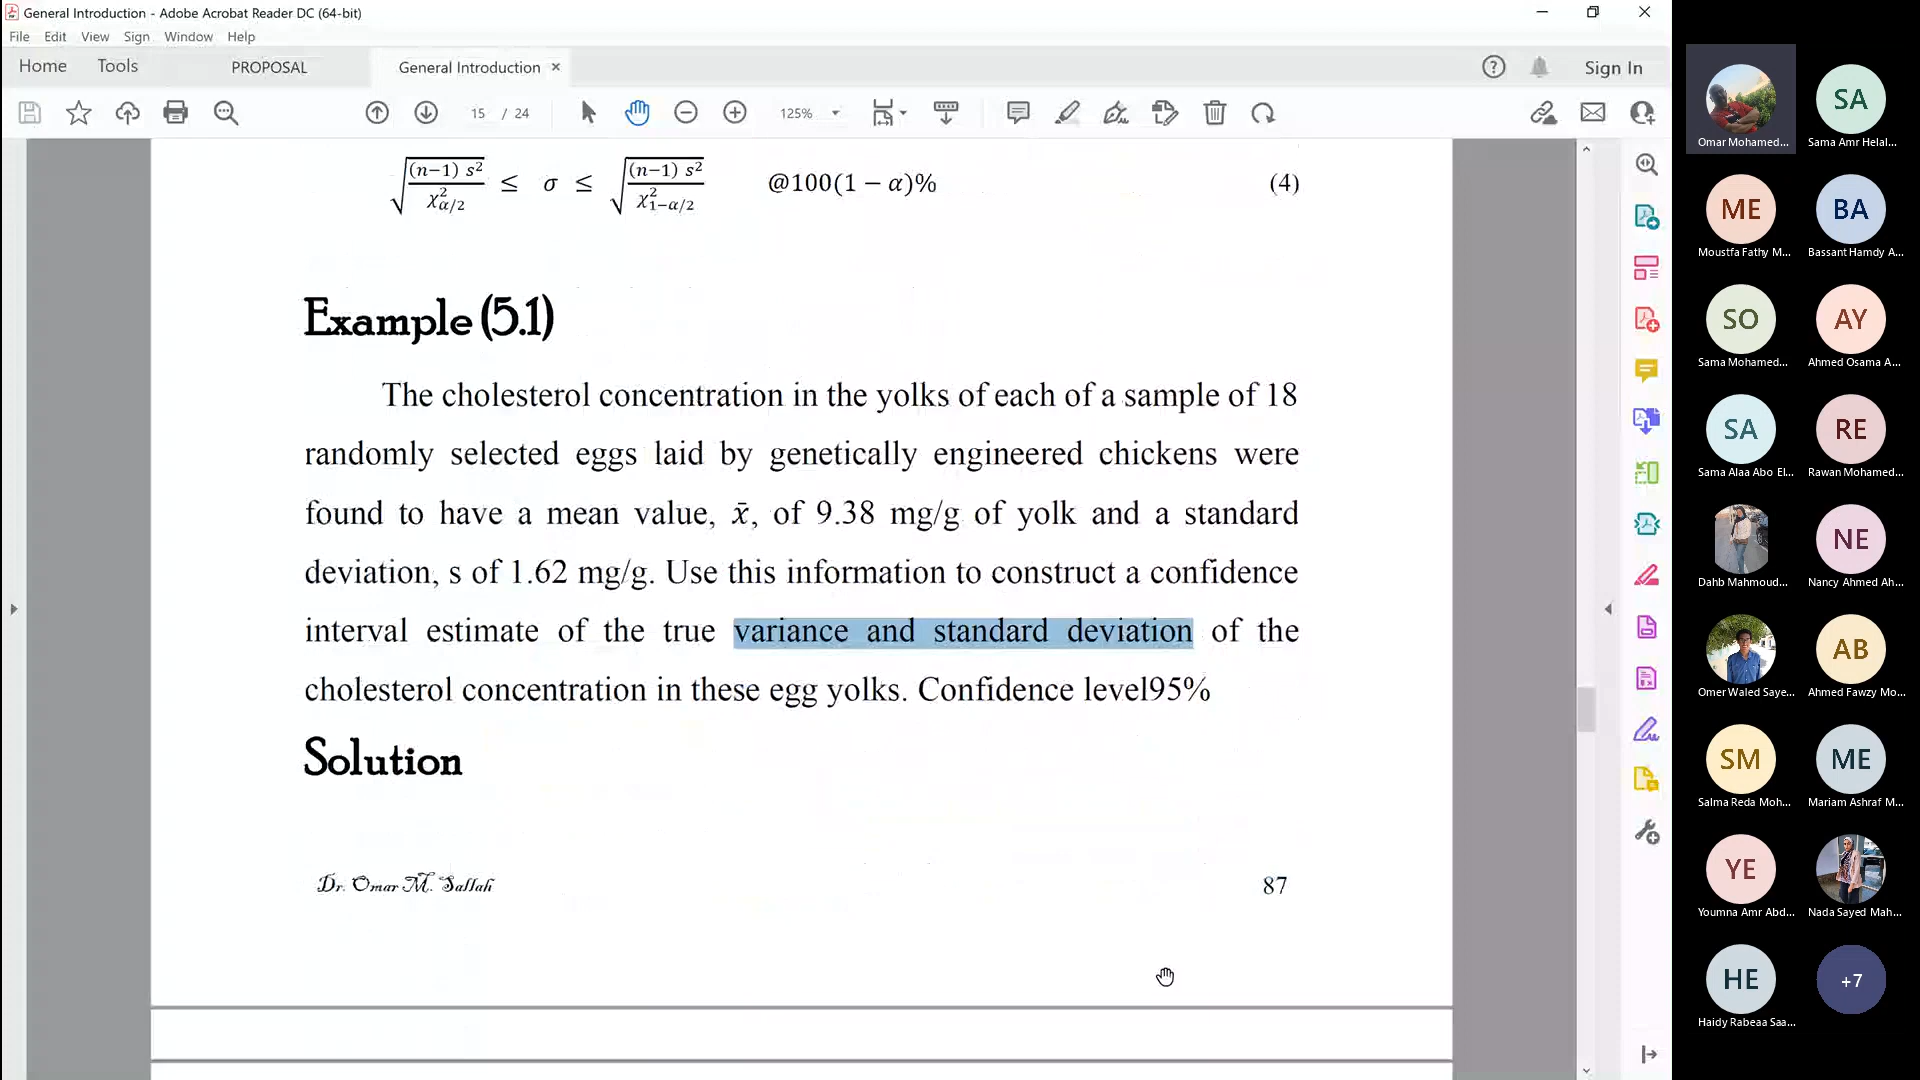 General Introduction - Adobe Acrobat Reader DC (64-bit)
File Edit View Sign Window Help
Home Tools PROPOSAL General Introduction × Sign In
15 / 24 125%
√((n−1) s²/χ²_{α/2}) ≤ σ ≤ √((n−1) s²/χ²_{1−α/2}) @100(1 − α)% (4)
Example (5.1)
The cholesterol concentration in the yolks of each of a sample of 18
randomly selected eggs laid by genetically engineered chickens were
found to have a mean value, x̄, of 9.38 mg/g of yolk and a standard
deviation, s of 1.62 mg/g. Use this information to construct a confidence
interval estimate of the true variance and standard deviation of the
cholesterol concentration in these egg yolks. Confidence level95%
Solution
Dr. Omar M. Sallah 87
Omar Mohamed...
SA
Sama Amr Helal...
ME
Moustfa Fathy M...
BA
Bassant Hamdy A...
SO
Sama Mohamed...
AY
Ahmed Osama A...
SA
Sama Alaa Abo El...
RE
Rawan Mohamed...
Dahb Mahmoud...
NE
Nancy Ahmed Ah...
Omer Waled Saye...
AB
Ahmed Fawzy Mo...
SM
Salma Reda Moh...
ME
Mariam Ashraf M...
YE
Youmna Amr Abd...
Nada Sayed Mah...
HE
Haidy Rabeaa Saa...
+7